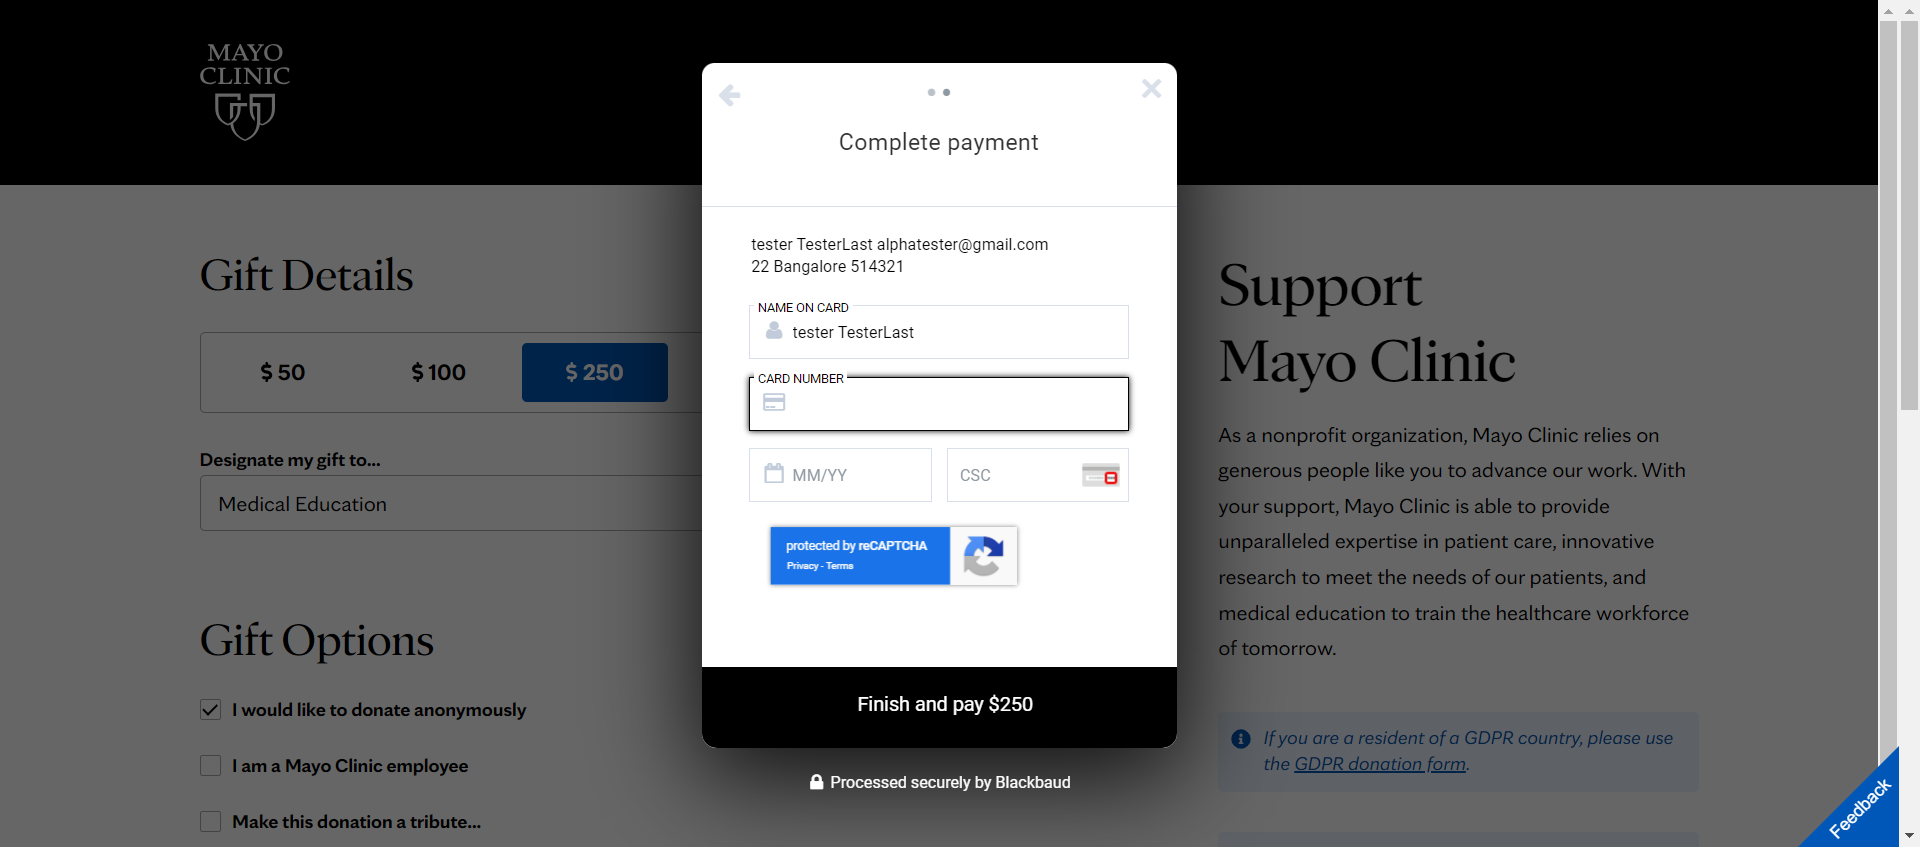 MAYO
CLINIC
Complete payment
tester TesterLast alphatester@gmail.com
22 Bangalore 514321
NAME ON CARD
tester TesterLast
CARD NUMBER
MM/YY
CSC
protected by reCAPTCHA
Privacy - Terms
Finish and pay $250
Processed securely by Blackbaud
Gift Details
$ 50
$ 100
$ 250
Designate my gift to...
Medical Education
Gift Options
I would like to donate anonymously
I am a Mayo Clinic employee
Make this donation a tribute...
Support
Mayo Clinic
As a nonprofit organization, Mayo Clinic relies on
generous people like you to advance our work. With
your support, Mayo Clinic is able to provide
unparalleled expertise in patient care, innovative
research to meet the needs of our patients, and
medical education to train the healthcare workforce
of tomorrow.
If you are a resident of a GDPR country, please use
the GDPR donation form.
Feedback